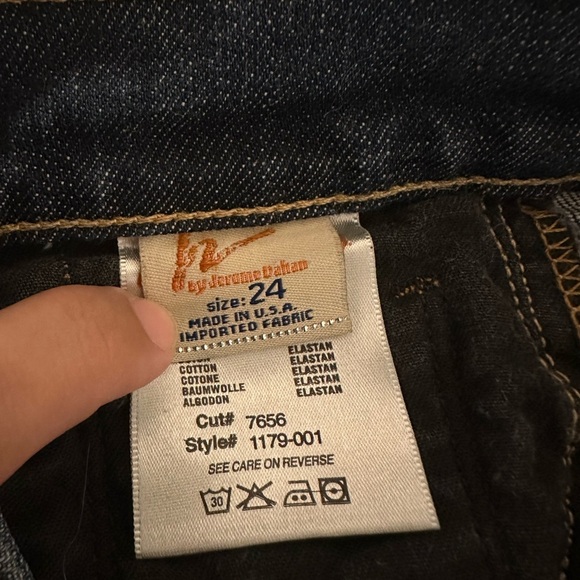 by Jerome Dahan
size: 24
MADE IN U.S.A.
IMPORTED FABRIC
ELASTAN
COTTON ELASTAN
COTONE ELASTAN
BAUMWOLLE ELASTAN
ALGODON ELASTAN
Cut# 7656
Style# 1179-001
SEE CARE ON REVERSE
30